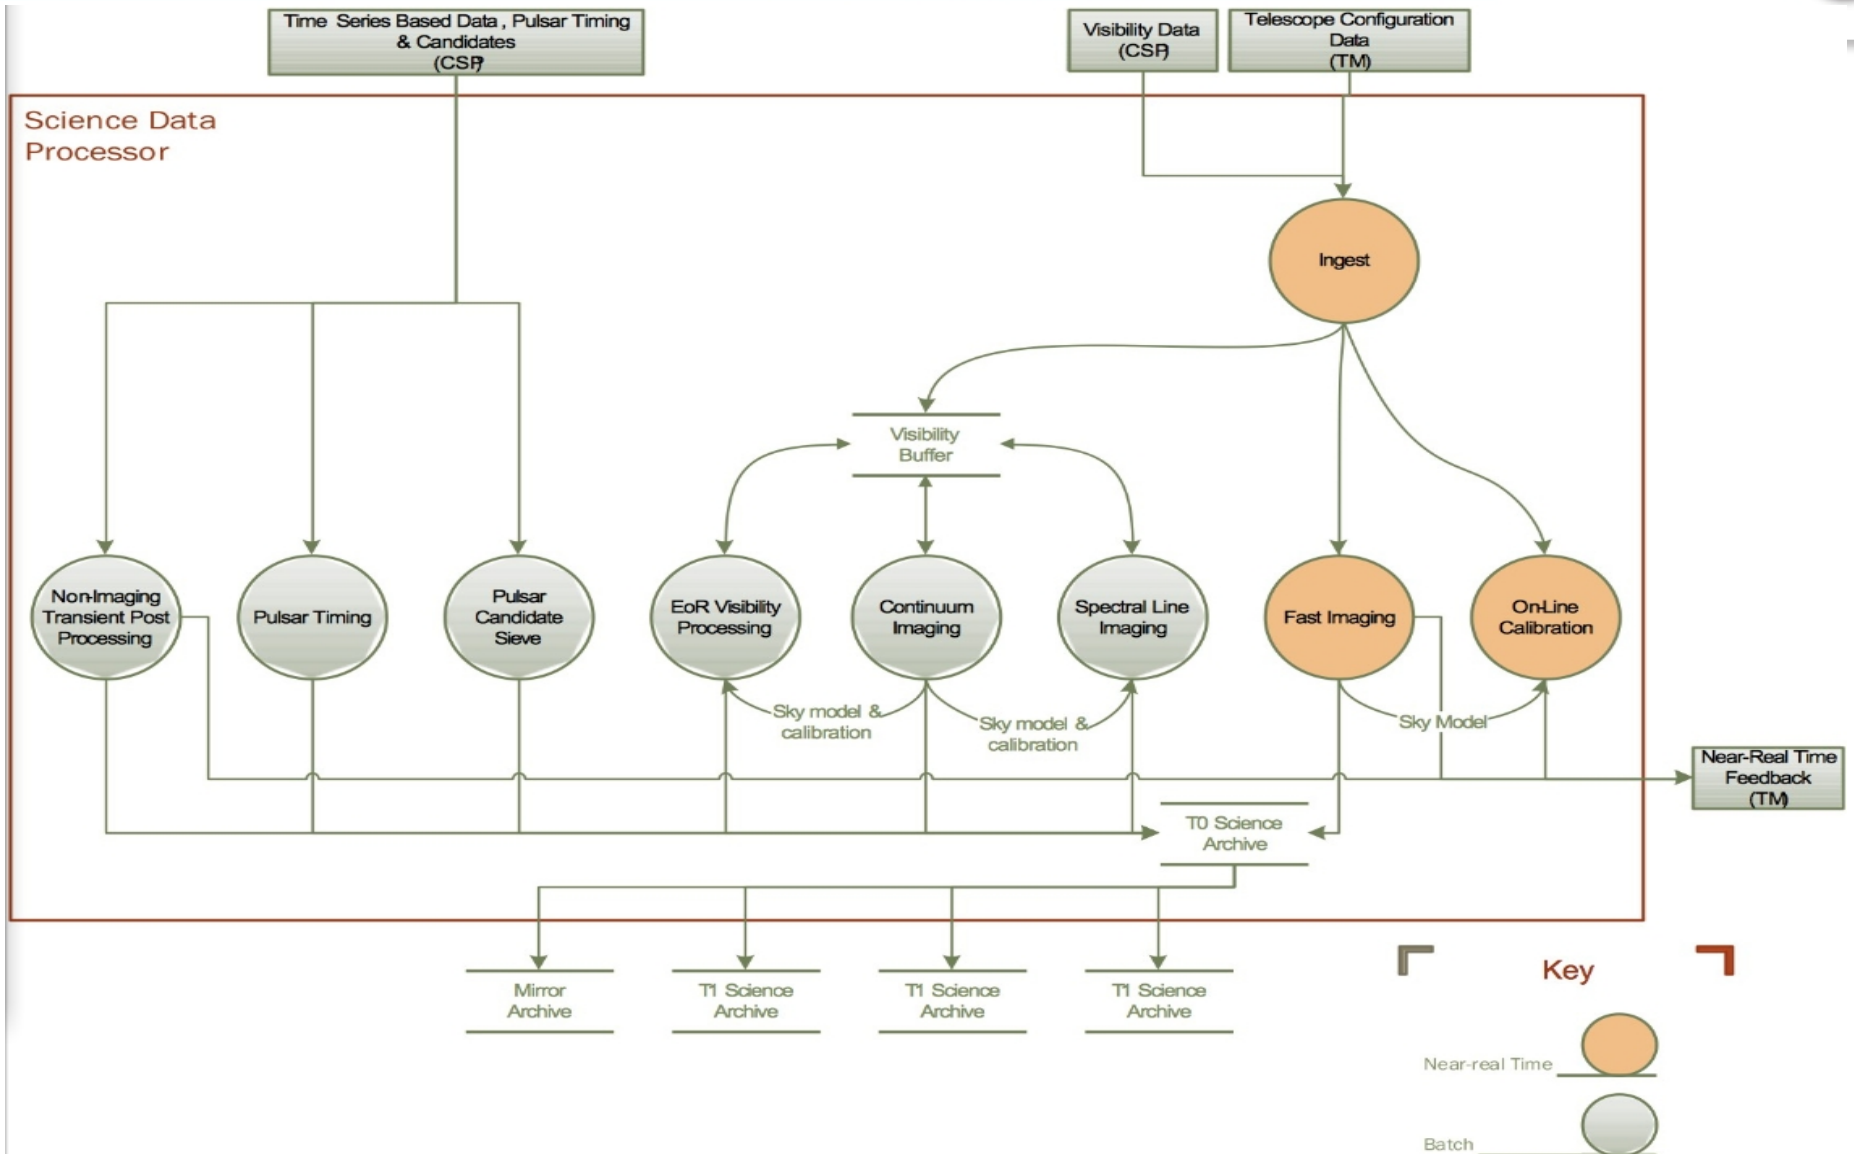 Time Series Based Data, Pulsar Timing
& Candidates
(CSP)
Visibility Data
(CSP)
Telescope Configuration
Data
(TM)
Science Data
Processor
Ingest
Visibility
Buffer
Non-Imaging
Transient Post
Processing
Pulsar Timing
Pulsar
Candidate
Sieve
EoR Visibility
Processing
Continuum
Imaging
Spectral Line
Imaging
Fast Imaging
On-Line
Calibration
Sky model &
calibration
Sky model &
calibration
Sky Model
Near-Real Time
Feedback
(TM)
T0 Science
Archive
Mirror
Archive
T1 Science
Archive
T1 Science
Archive
T1 Science
Archive
Key
Near-real Time
Batch